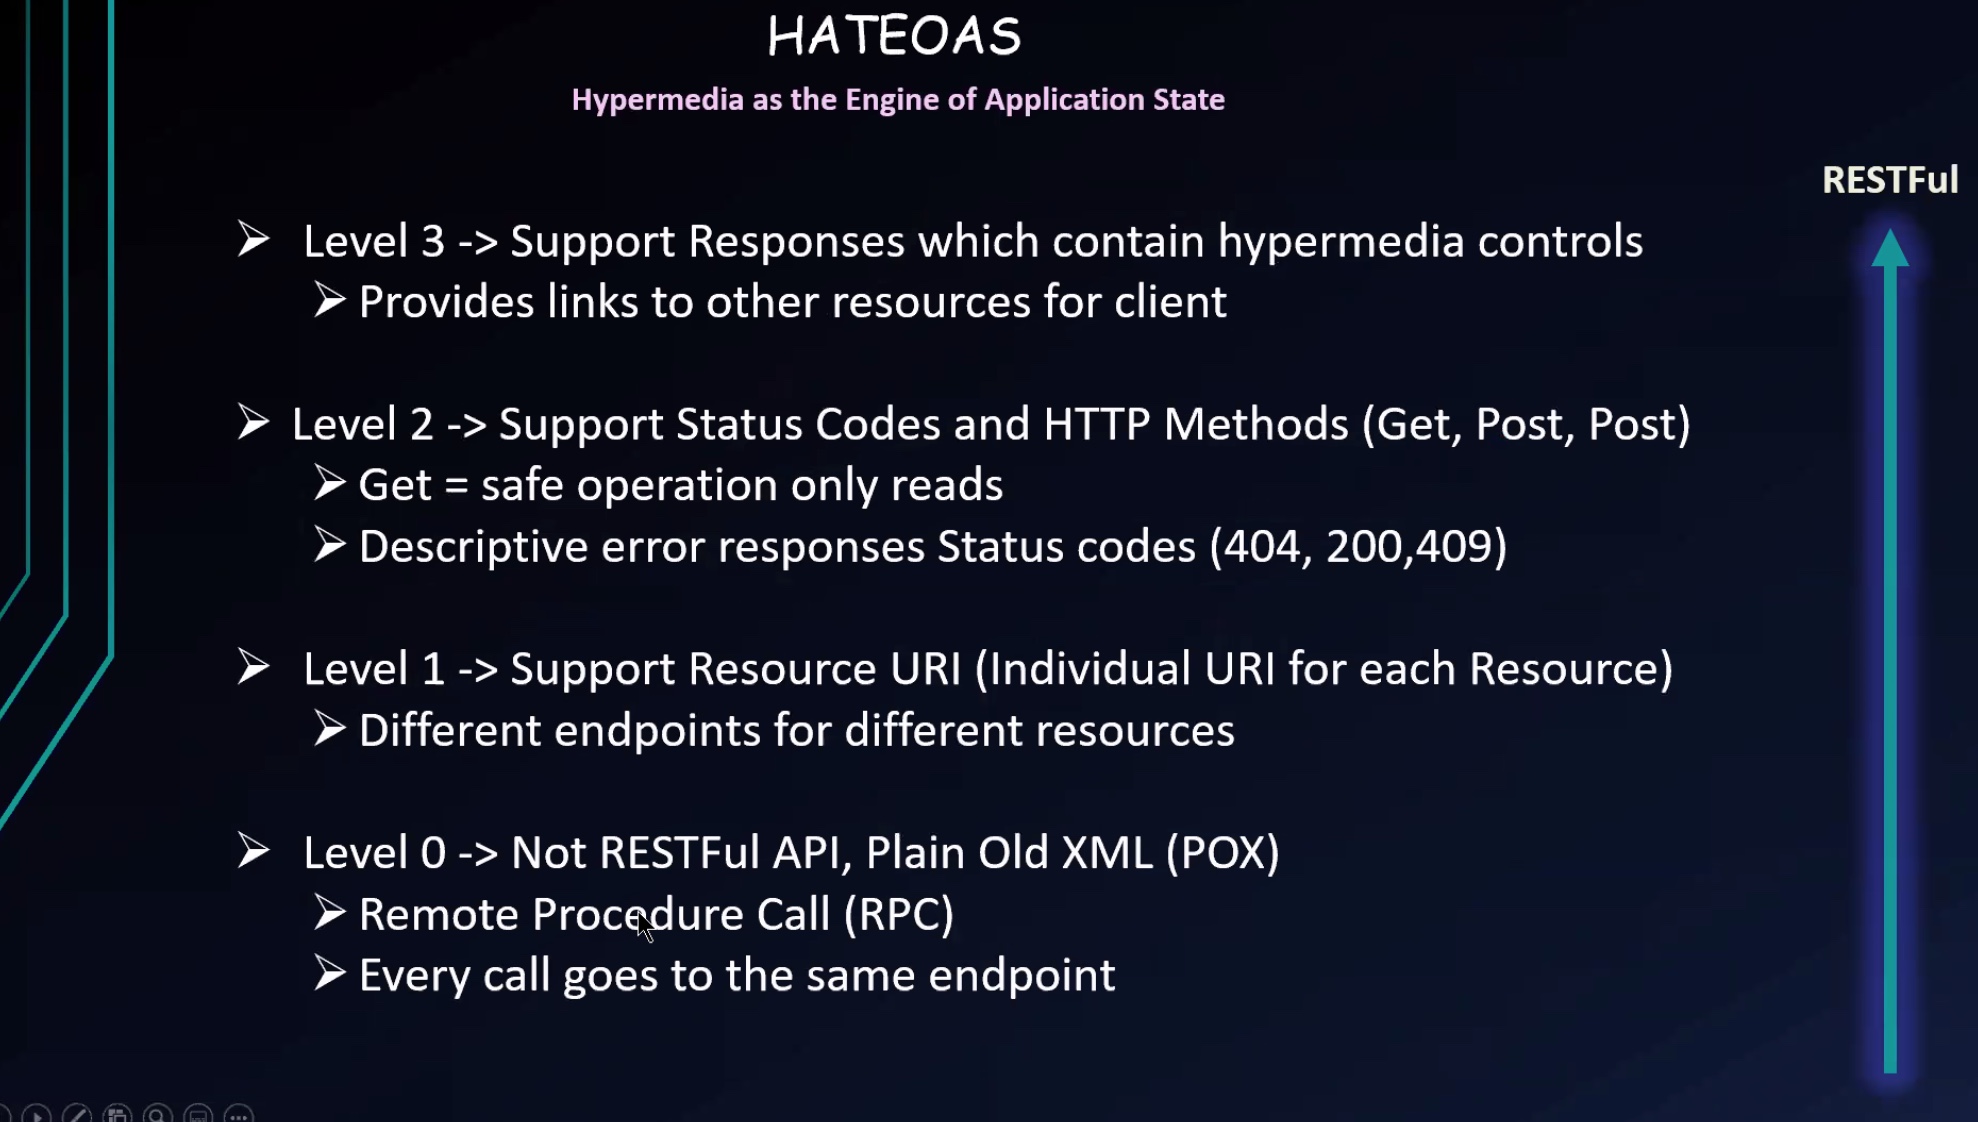 HATEOAS
Hypermedia as the Engine of Application State
RESTFul
Level 3 -> Support Responses which contain hypermedia controls
Provides links to other resources for client
Level 2 -> Support Status Codes and HTTP Methods (Get, Post, Post)
Get = safe operation only reads
Descriptive error responses Status codes (404, 200,409)
Level 1 -> Support Resource URI (Individual URI for each Resource)
Different endpoints for different resources
Level 0 -> Not RESTFul API, Plain Old XML (POX)
Remote Procedure Call (RPC)
Every call goes to the same endpoint